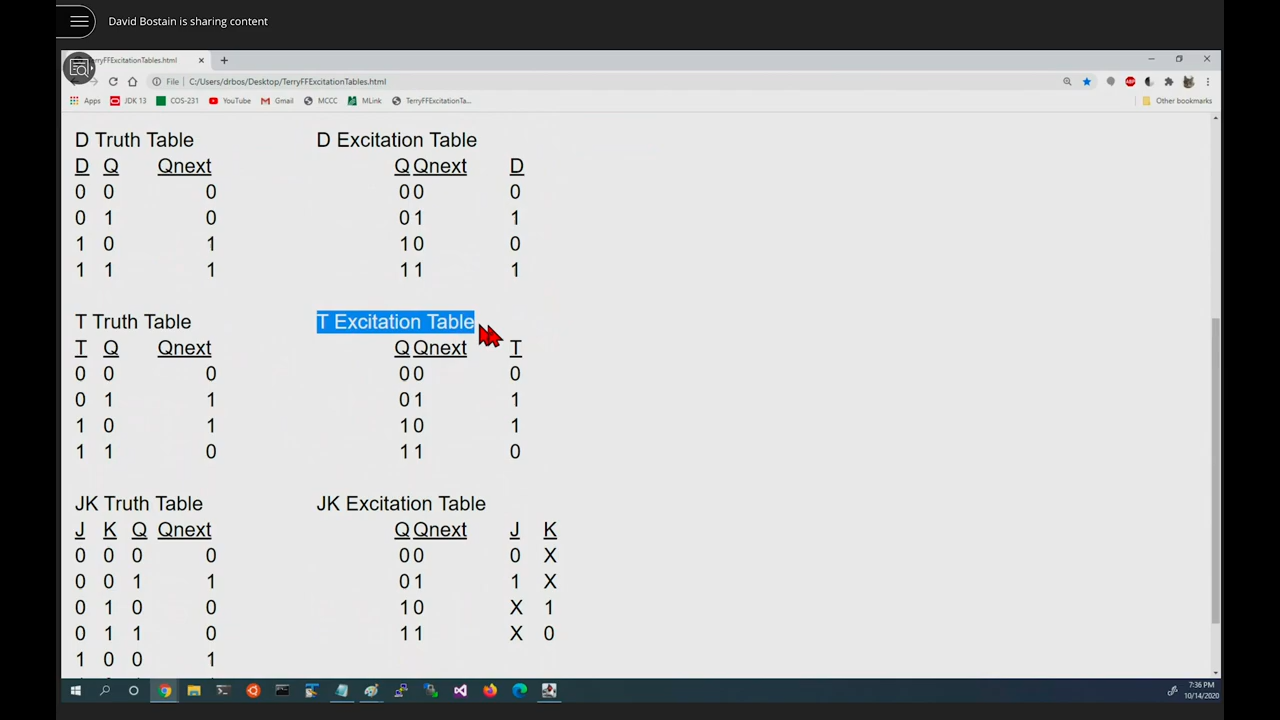 David Bostain is sharing content
rryFFExcitationTables.html
File C:/Users/drbos/Desktop/TerryFFExcitationTables.html
Apps JDK 13 COS-231 YouTube Gmail MCCC MLink TerryFFExcitationTa... Other bookmarks
D Truth Table D Excitation Table
D Q Qnext Q Qnext D
0 0 0 0 0 0
0 1 0 0 1 1
1 0 1 1 0 0
1 1 1 1 1 1
T Truth Table T Excitation Table
T Q Qnext Q Qnext T
0 0 0 0 0 0
0 1 1 0 1 1
1 0 1 1 0 1
1 1 0 1 1 0
JK Truth Table JK Excitation Table
J K Q Qnext Q Qnext J K
0 0 0 0 0 0 0 X
0 0 1 1 0 1 1 X
0 1 0 0 1 0 X 1
0 1 1 0 1 1 X 0
1 0 0 1
7:36 PM
10/14/2020